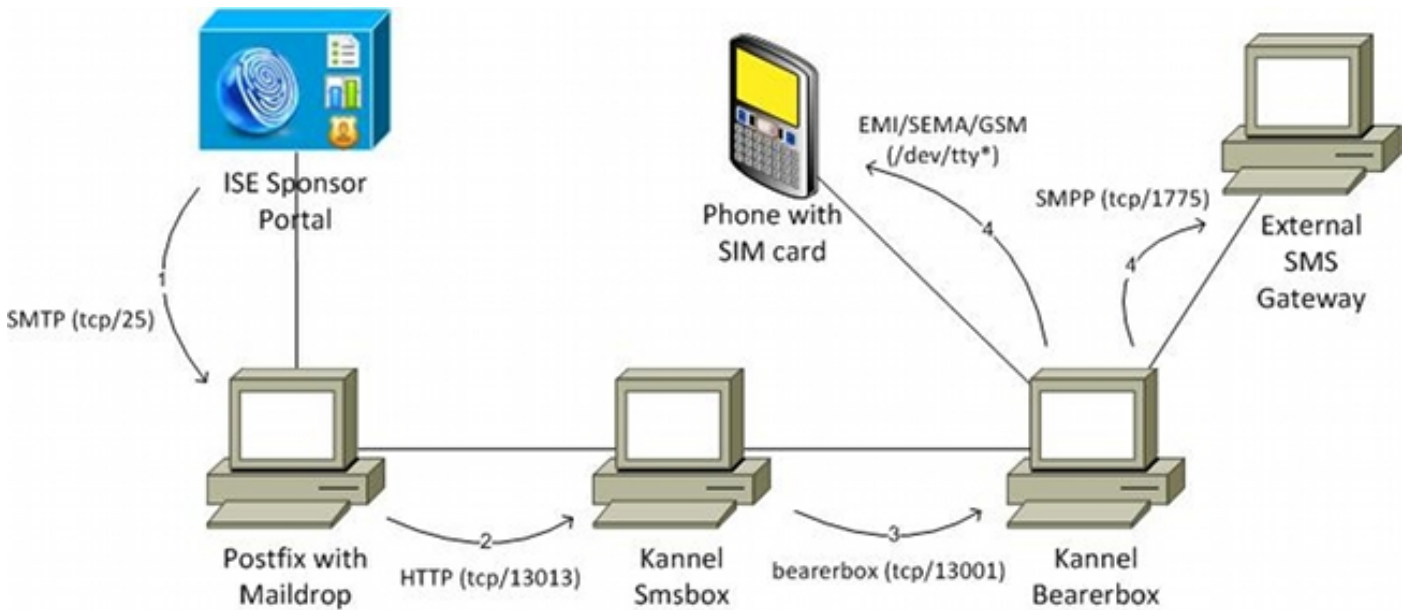 ISE Sponsor
Portal
1
SMTP (tcp/25)
Postfix with
Maildrop
2
HTTP (tcp/13013)
Kannel
Smsbox
3
bearerbox (tcp/13001)
Kannel
Bearerbox
Phone with
SIM card
EMI/SEMA/GSM
(/dev/tty*)
4
SMPP (tcp/1775)
4
External
SMS
Gateway